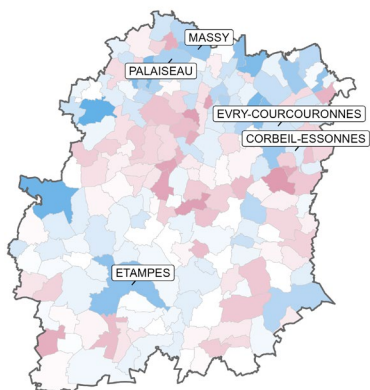 MASSY
PALAISEAU
EVRY-COURCOURONNES
CORBEIL-ESSONNES
ETAMPES